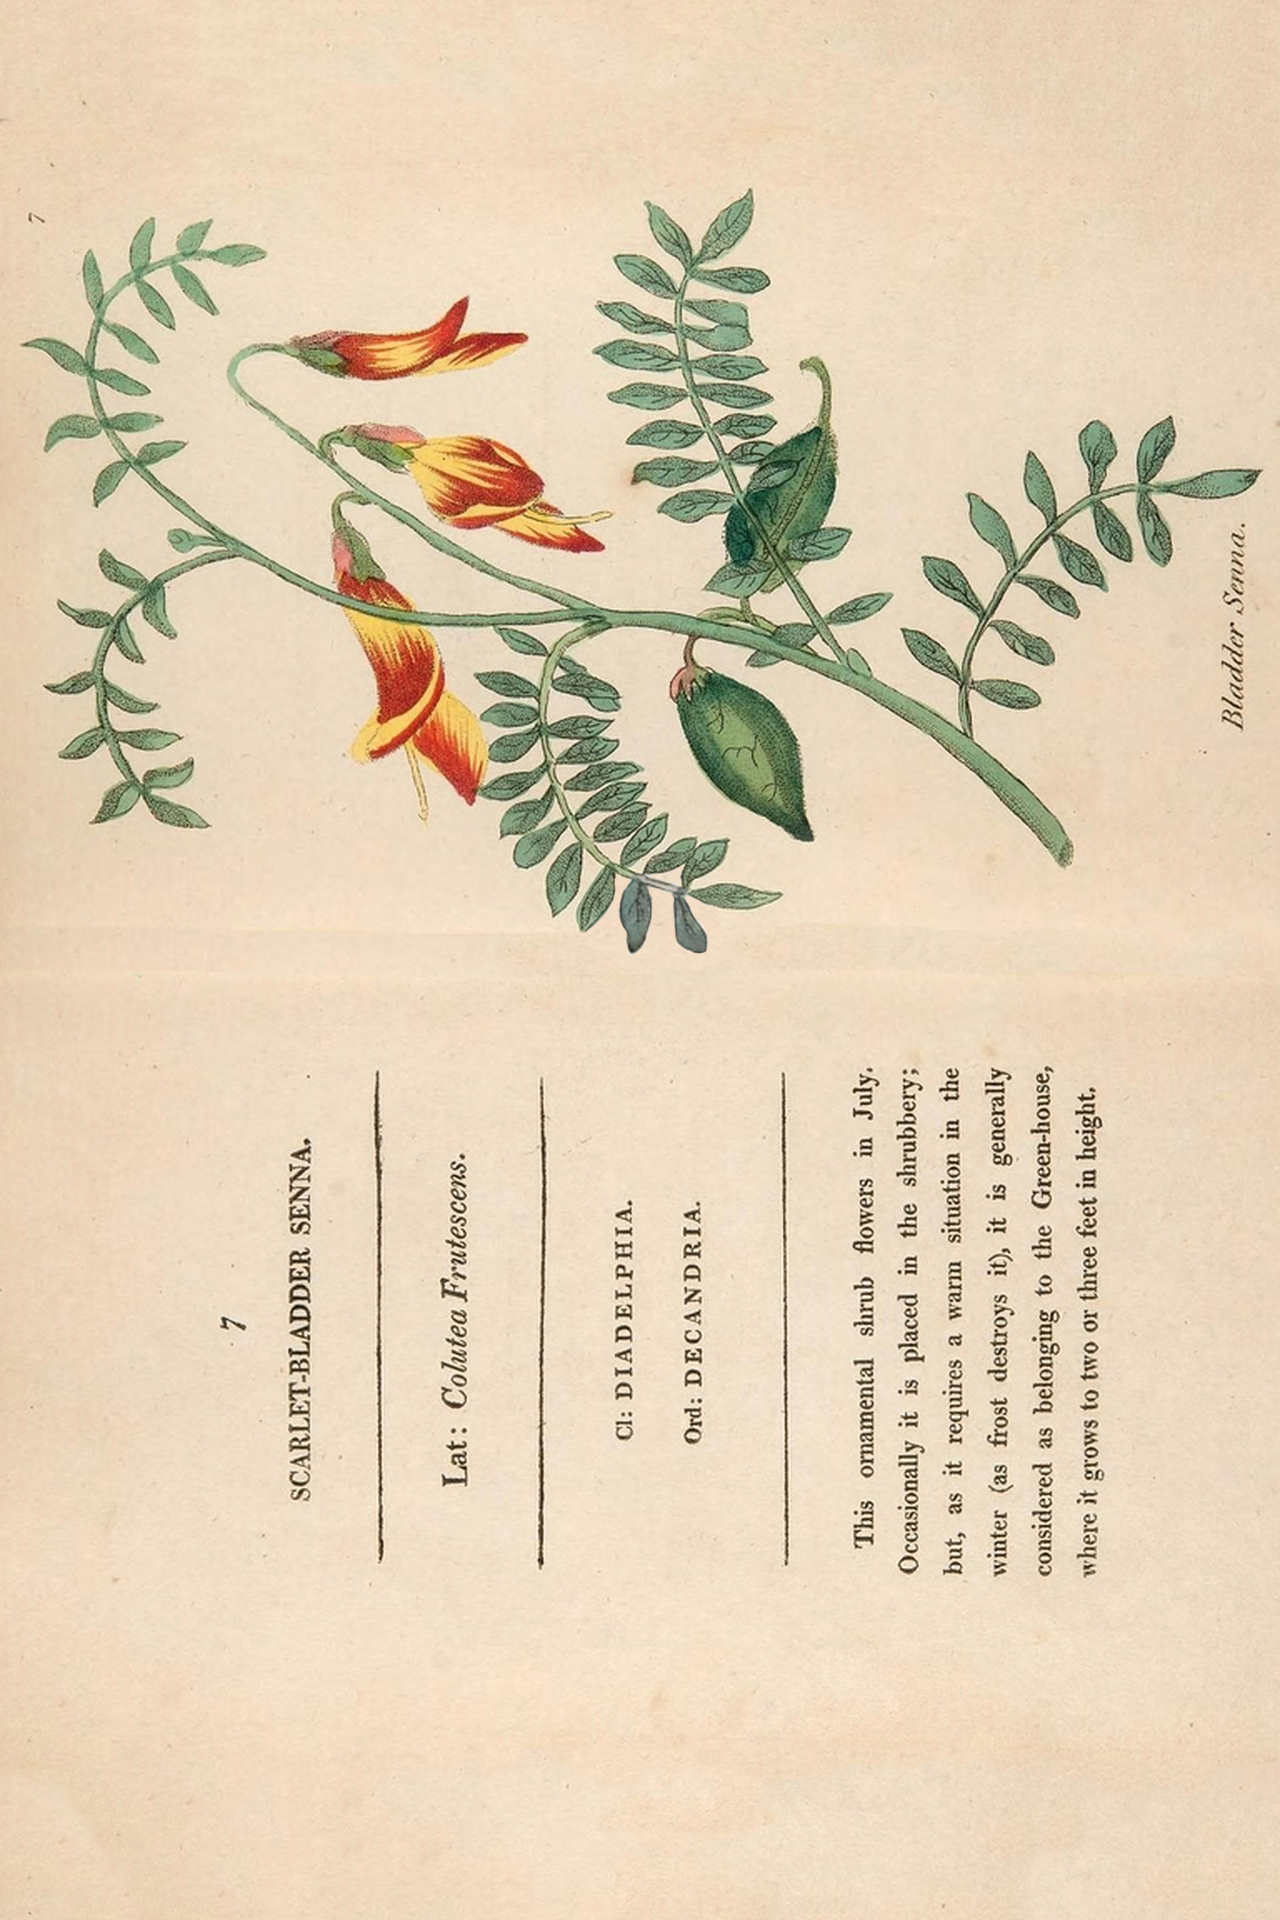 7
SCARLET-BLADDER SENNA.
Lat: Colutea Frutescens.
Cl: DIADELPHIA.
Ord: DECANDRIA.
This ornamental shrub flowers in July.
Occasionally it is placed in the shrubbery;
but, as it requires a warm situation in the
winter (as frost destroys it), it is generally
considered as belonging to the Green-house,
where it grows to two or three feet in height.
7
Bladder Senna.